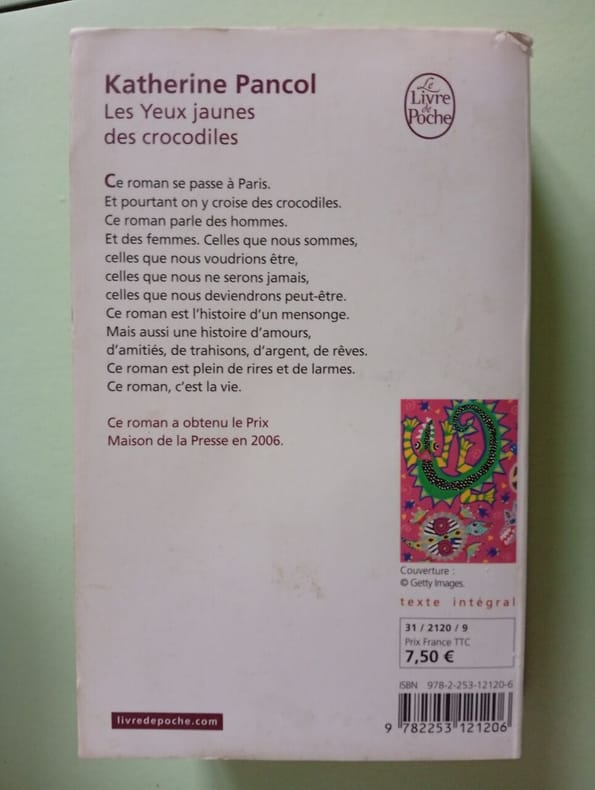 Katherine Pancol
Les Yeux jaunes
des crocodiles
Le
Livre
de
Poche
Ce roman se passe à Paris.
Et pourtant on y croise des crocodiles.
Ce roman parle des hommes.
Et des femmes. Celles que nous sommes,
celles que nous voudrions être,
celles que nous ne serons jamais,
celles que nous deviendrons peut-être.
Ce roman est l'histoire d'un mensonge.
Mais aussi une histoire d'amours,
d'amitiés, de trahisons, d'argent, de rêves.
Ce roman est plein de rires et de larmes.
Ce roman, c'est la vie.
Ce roman a obtenu le Prix
Maison de la Presse en 2006.
Couverture :
© Getty Images.
texte intégral
31 / 2120 / 9
Prix France TTC
7,50 €
ISBN 978-2-253-12120-6
9 782253 121206
livredepoche.com